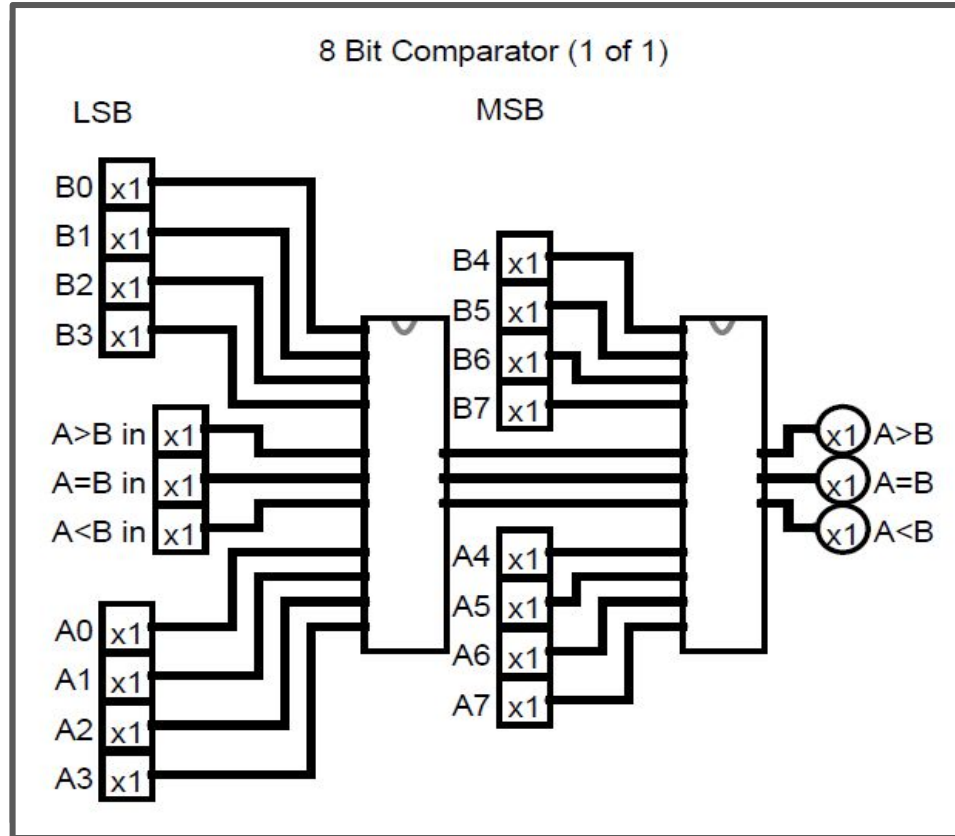 8 Bit Comparator (1 of 1)
LSB
MSB
B0 x1
B1 x1
B2 x1
B3 x1
A>B in x1
A=B in x1
A<B in x1
A0 x1
A1 x1
A2 x1
A3 x1
B4 x1
B5 x1
B6 x1
B7 x1
A4 x1
A5 x1
A6 x1
A7 x1
x1 A>B
x1 A=B
x1 A<B